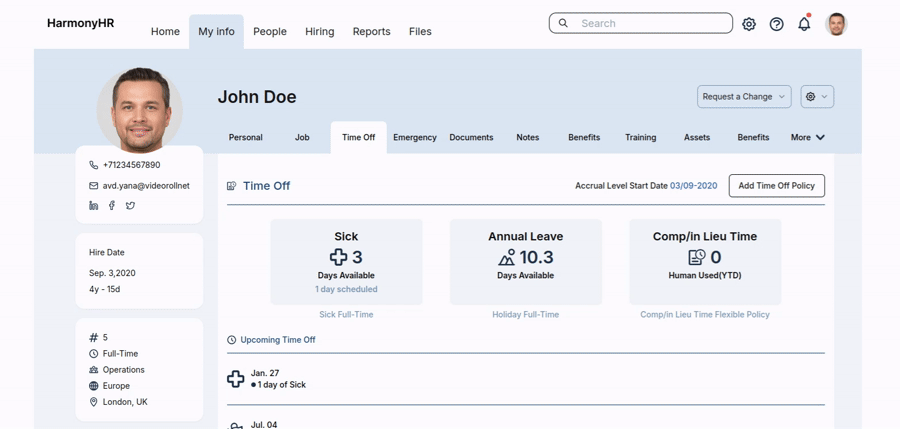 HarmonyHR
Home My info People Hiring Reports Files
Search
John Doe
Request a Change
Personal Job Time Off Emergency Documents Notes Benefits Training Assets Benefits More
+71234567890
avd.yana@videorollnet
Hire Date
Sep. 3,2020
4y - 15d
# 5
Full-Time
Operations
Europe
London, UK
Time Off
Accrual Level Start Date 03/09-2020
Add Time Off Policy
Sick
3
Days Available
1 day scheduled
Sick Full-Time
Annual Leave
10.3
Days Available
Holiday Full-Time
Comp/in Lieu Time
0
Human Used(YTD)
Comp/in Lieu Time Flexible Policy
Upcoming Time Off
Jan. 27
1 day of Sick
Jul. 04